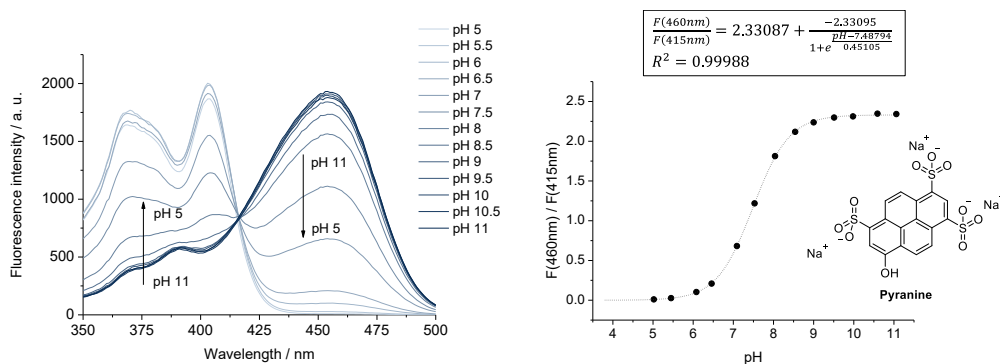 2000
1500
1000
500
0
Fluorescence intensity / a. u.
350 375 400 425 450 475 500
Wavelength / nm
pH 5
pH 11
pH 11
pH 5
pH 5
pH 5.5
pH 6
pH 6.5
pH 7
pH 7.5
pH 8
pH 8.5
pH 9
pH 9.5
pH 10
pH 10.5
pH 11
F(460nm)/F(415nm) = 2.33087 + -2.33095/(1+e^((pH-7.48794)/0.45105))
R² = 0.99988
2.5
2.0
1.5
1.0
0.5
0.0
F(460nm) / F(415nm)
4 5 6 7 8 9 10 11
pH
Na⁺
O⁻
O
S
O
Na⁺
O⁻
O
S
O
Na⁺
⁻O
O
S
O
OH
Pyranine